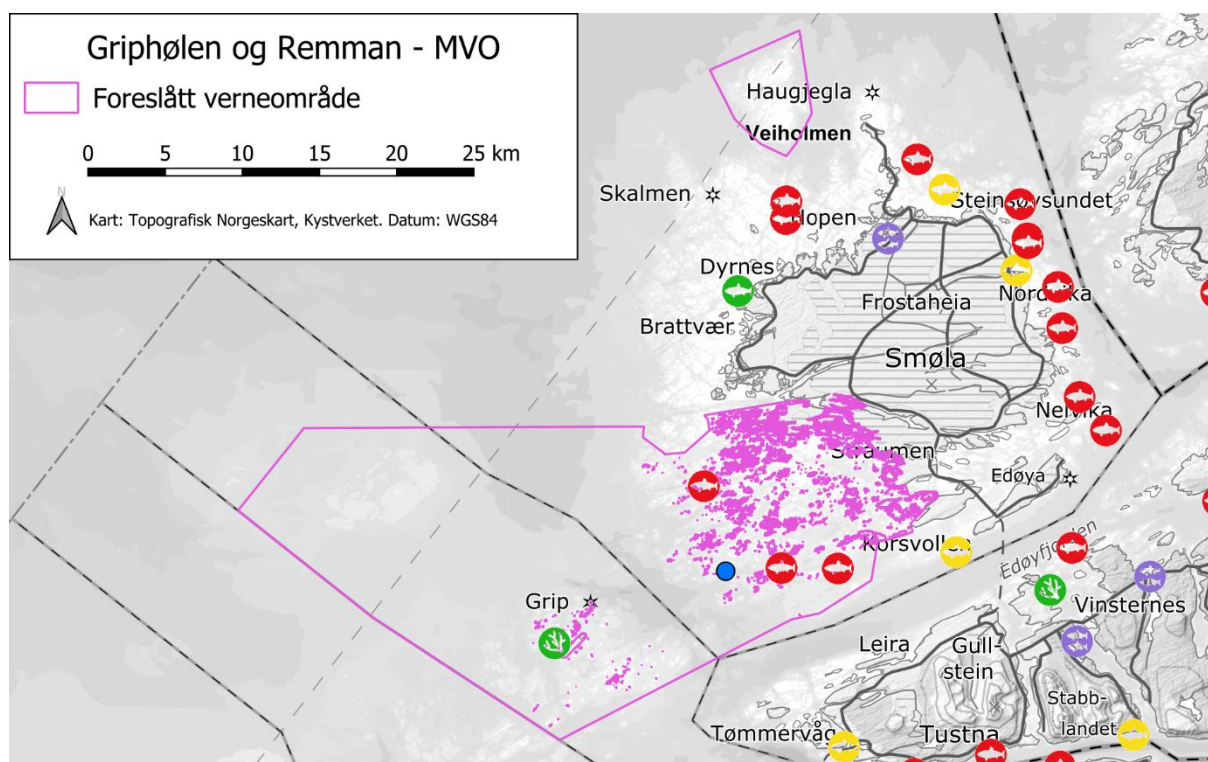 Griphølen og Remman - MVO
Foreslått verneområde
0 5 10 15 20 25 km
N
Kart: Topografisk Norgeskart, Kystverket. Datum: WGS84
Haugjegla
Veiholmen
Skalmen
Steinsøysundet
Hopen
Dyrnes
Nordvika
Frostaheia
Brattvær
Smøla
Nelvika
Straumen
Edøya
Korsvollen
Edøyfjorden
Grip
Vinsternes
Leira
Gull-
stein
Stabb-
landet
Tømmervåg
Tustna